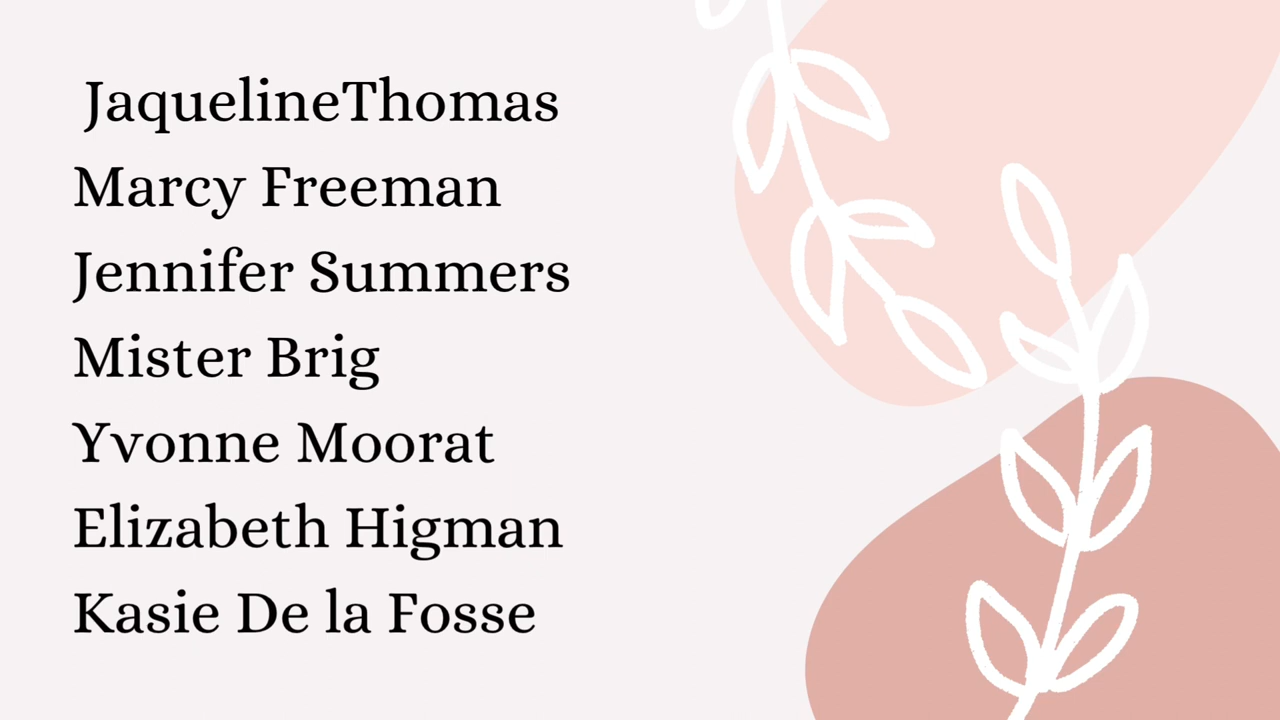 JaquelineThomas
Marcy Freeman
Jennifer Summers
Mister Brig
Yvonne Moorat
Elizabeth Higman
Kasie De la Fosse